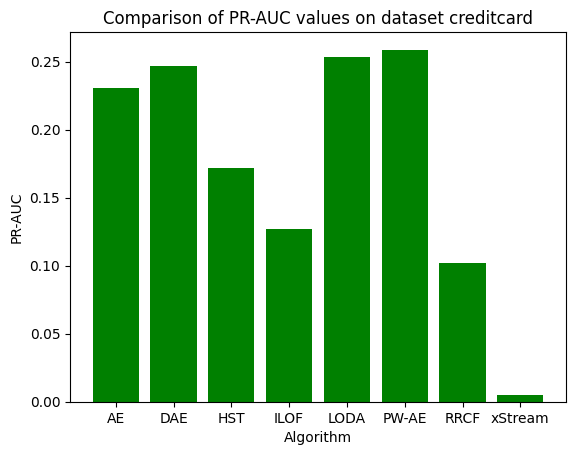 Comparison of PR-AUC values on dataset creditcard
PR-AUC
0.25
0.20
0.15
0.10
0.05
0.00
AE DAE HST ILOF LODA PW-AE RRCF xStream
Algorithm